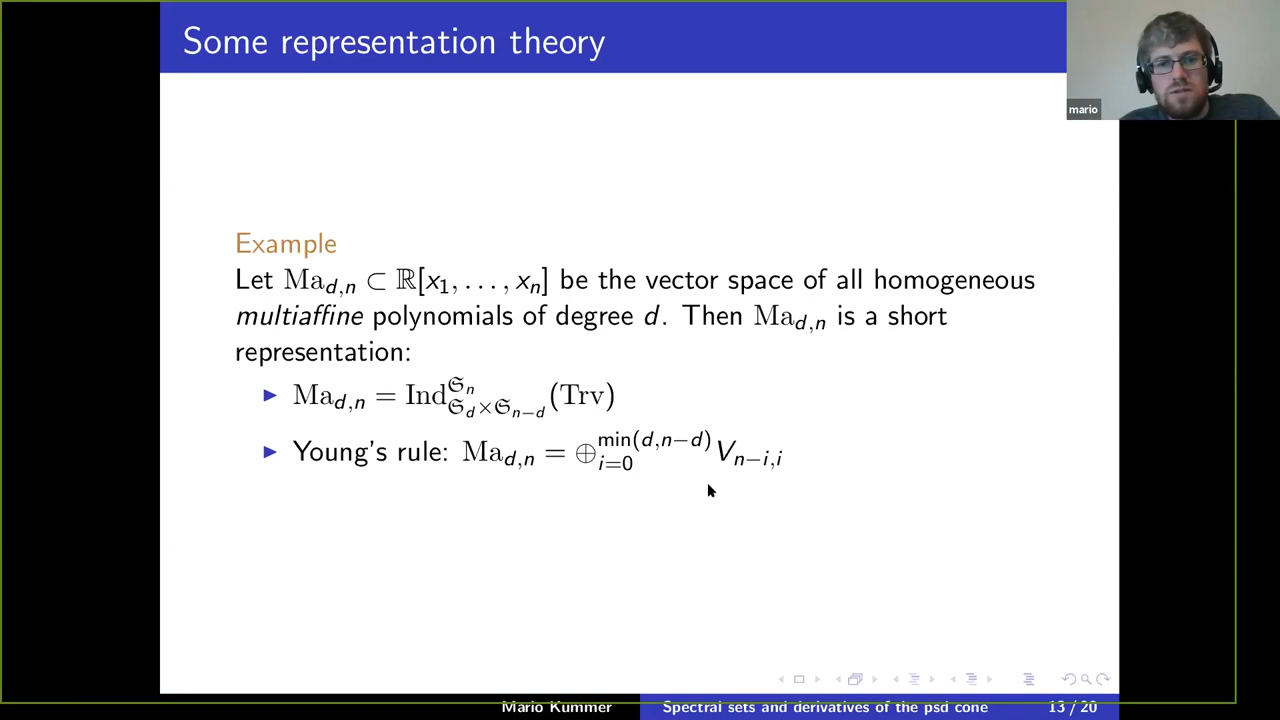 Some representation theory
mario
Example
Let Ma_{d,n} ⊂ ℝ[x_1, . . . , x_n] be the vector space of all homogeneous
multiaffine polynomials of degree d. Then Ma_{d,n} is a short
representation:
▶ Ma_{d,n} = Ind^{𝔖_n}_{𝔖_d×𝔖_{n−d}}(Trv)
▶ Young's rule: Ma_{d,n} = ⊕^{min(d,n−d)}_{i=0} V_{n−i,i}
Mario Kummer
Spectral sets and derivatives of the psd cone
13 / 20